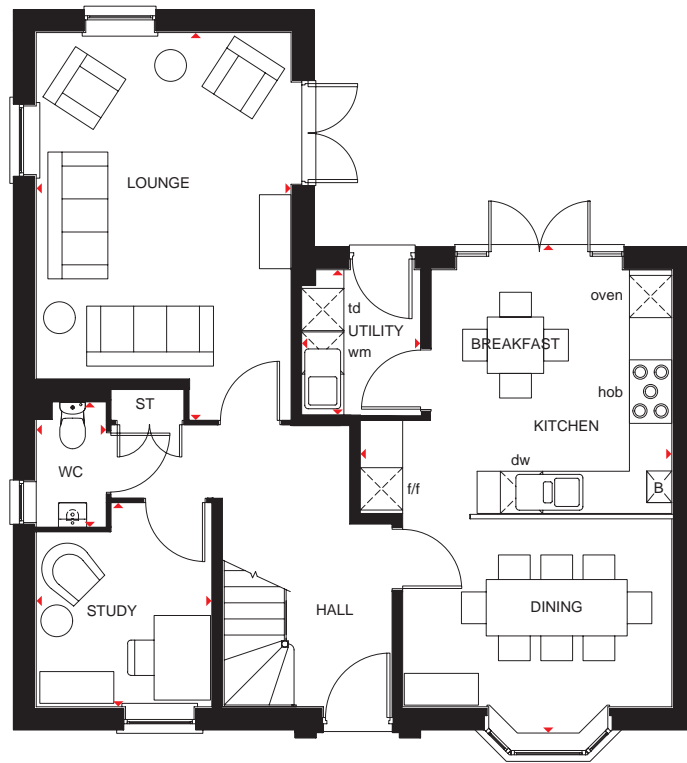 LOUNGE
td
UTILITY
wm
BREAKFAST
oven
hob
KITCHEN
ST
WC
dw
f/f
B
STUDY
HALL
DINING